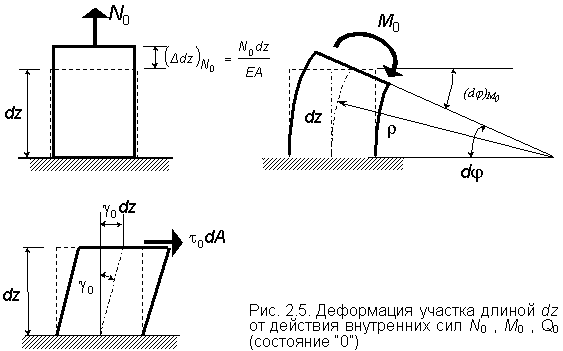 N₀
(Δdz)N₀ = N₀dz / EA
dz
M₀
dz
ρ
(dφ)M₀
dφ
γ₀dz
τ₀dA
dz
γ₀
Рис. 2.5. Деформация участка длиной dz
от действия внутренних сил N₀ , M₀ , Q₀
(состояние "0")